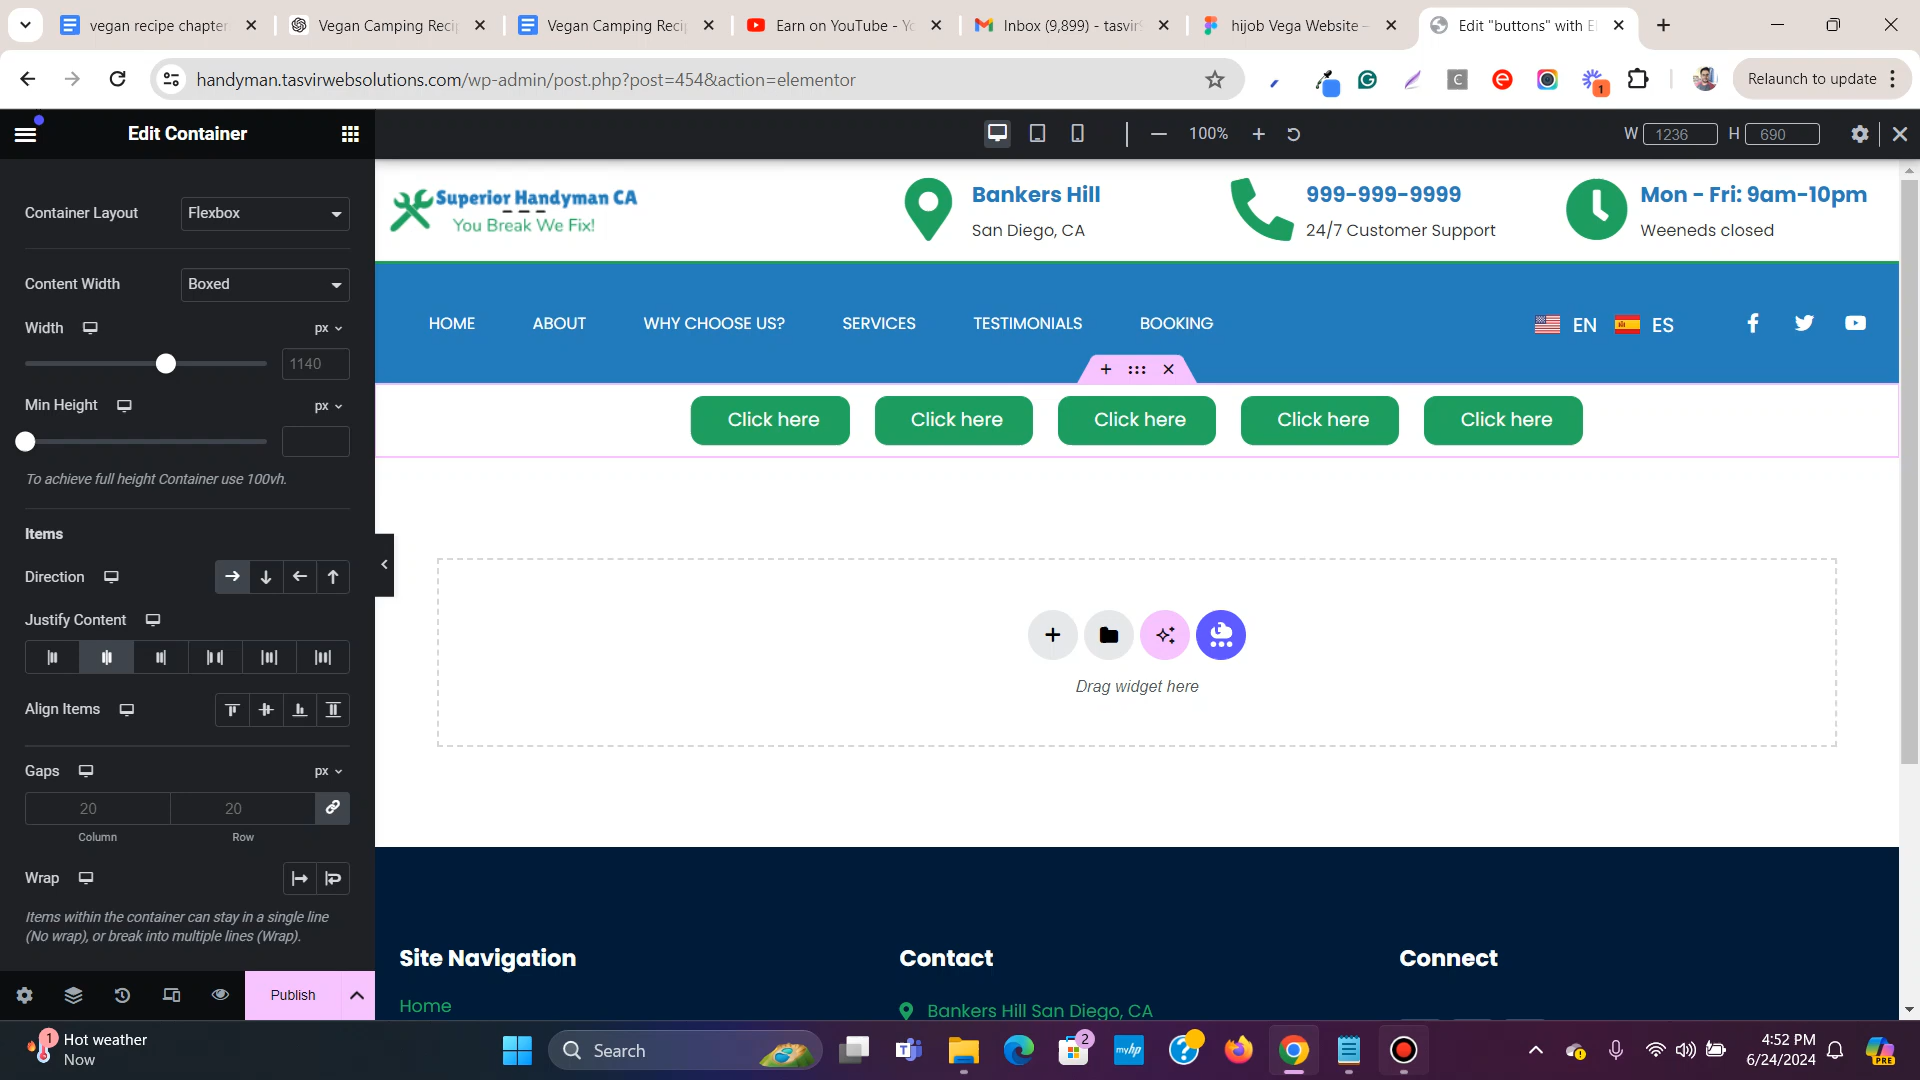 vegan recipe chapter
Vegan Camping Reci
Vegan Camping Reci
Earn on YouTube - Yo
Inbox (9,899) - tasvir
hijob Vega Website –
Edit "buttons" with El
handyman.tasvirwebsolutions.com/wp-admin/post.php?post=454&action=elementor
1
Relaunch to update
Edit Container
100%
W 1236 H 690
Container Layout
Flexbox
Content Width
Boxed
Width
px
1140
Min Height
px
To achieve full height Container use 100vh.
Items
Direction
Justify Content
Align Items
Gaps
px
20
20
Column
Row
Wrap
Items within the container can stay in a single line
(No wrap), or break into multiple lines (Wrap).
Publish
Superior Handyman CA
You Break We Fix!
Bankers Hill
San Diego, CA
999-999-9999
24/7 Customer Support
Mon - Fri: 9am-10pm
Weeneds closed
HOME
ABOUT
WHY CHOOSE US?
SERVICES
TESTIMONIALS
BOOKING
EN
ES
Click here
Click here
Click here
Click here
Click here
Drag widget here
Site Navigation
Home
Contact
Bankers Hill San Diego, CA
Connect
1
Hot weather
Now
Search
2
myhp
4:52 PM
6/24/2024
PRE